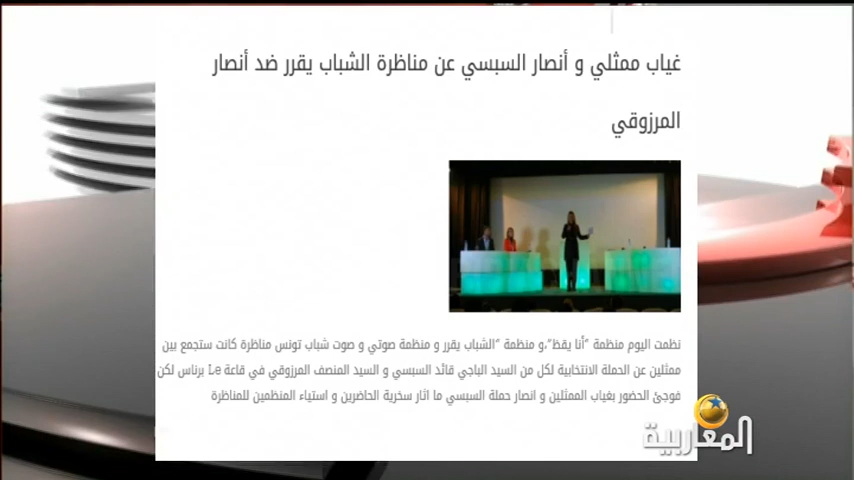 غياب ممثلي و أنصار السبسي عن مناظرة الشباب يقرر ضد أنصار
المرزوقي
نظمت اليوم منظمة “أنا يقظ”،و منظمة “الشباب يقرر و منظمة صوتي و صوت شباب تونس مناظرة كانت ستجمع بين
ممثلين عن الحملة الانتخابية لكل من السيد الباجي قائد السبسي و السيد المنصف المرزوقي في قاعة Le برناس لكن
فوجئ الحضور بغياب الممثلين و انصار حملة السبسي ما اثار سخرية الحاضرين و استياء المنظمين للمناظرة
المغاربية